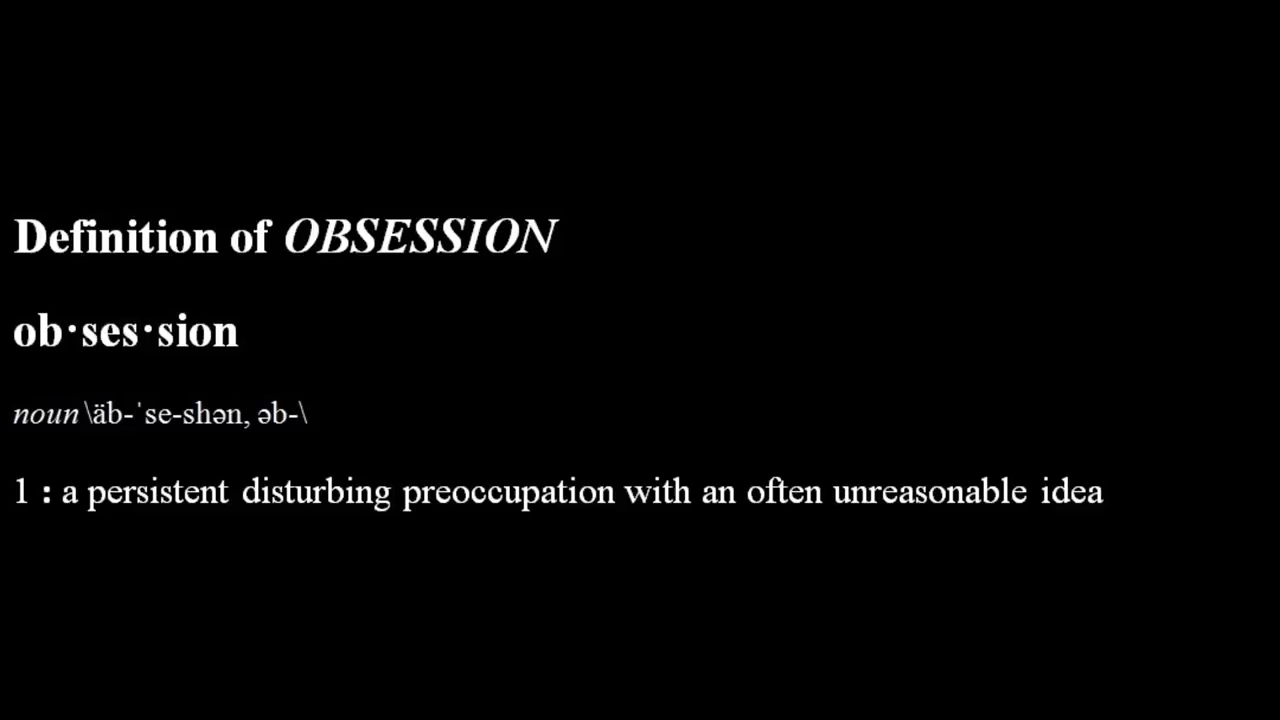 Definition of OBSESSION
ob·ses·sion
noun \äb-ˈse-shən, əb-\
1 : a persistent disturbing preoccupation with an often unreasonable idea